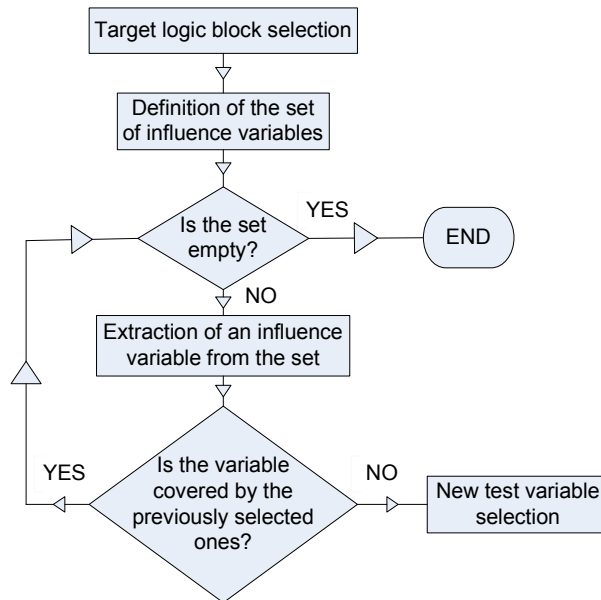 Target logic block selection
Definition of the set
of influence variables
YES
Is the set
empty?
END
NO
Extraction of an influence
variable from the set
YES
Is the variable
covered by the
previously selected
ones?
NO
New test variable
selection